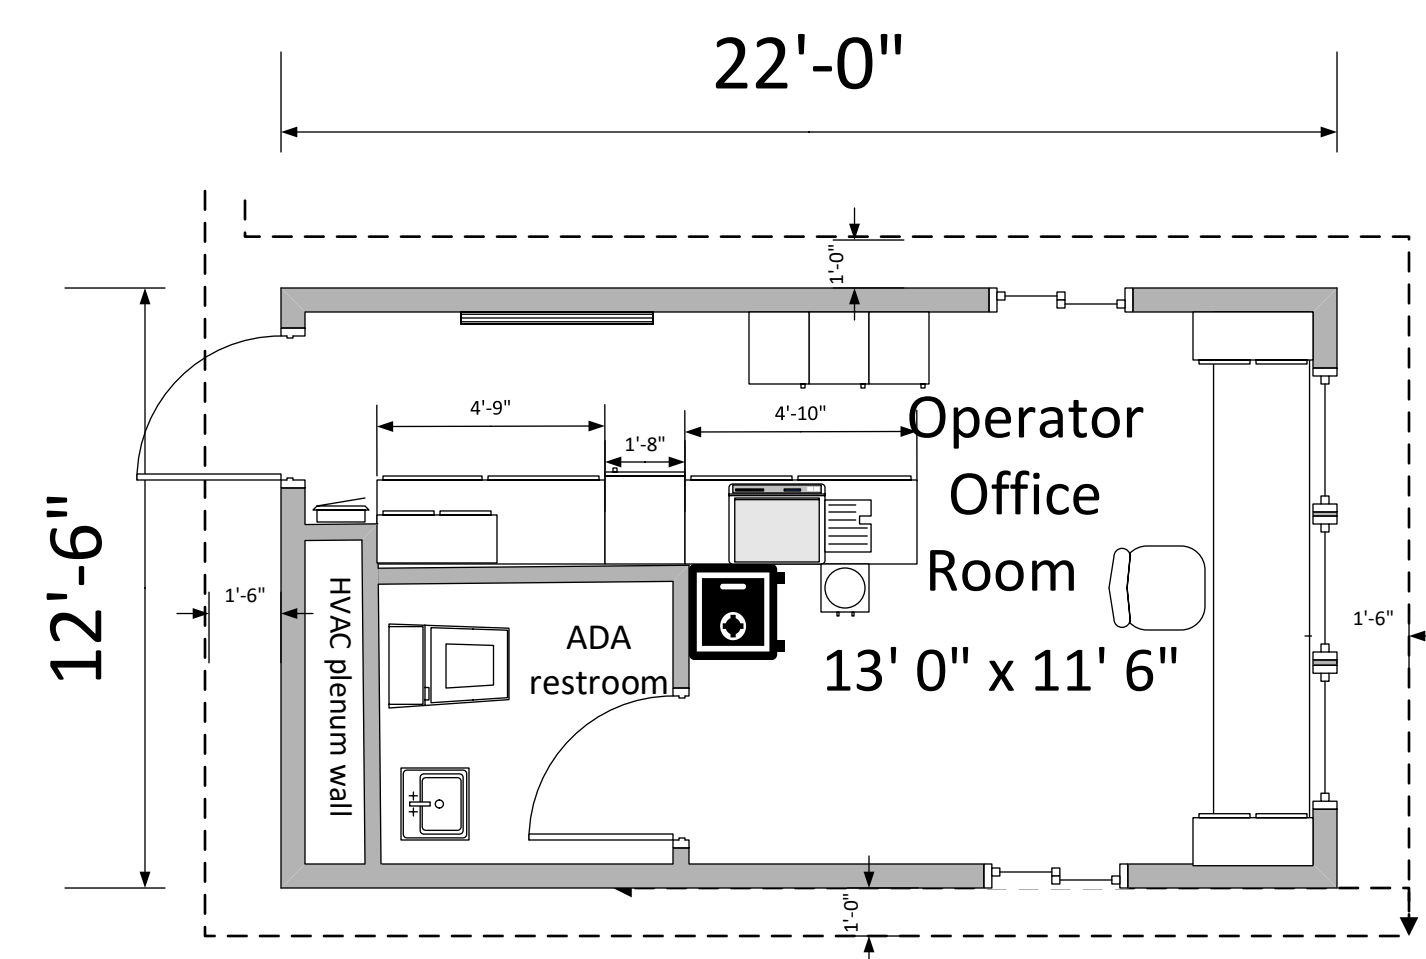 22'-0"
1'-0"
4'-9"
4'-10"
1'-8"
Operator
Office
Room
13' 0" x 11' 6"
12'-6"
1'-6"
HVAC plenum wall
ADA
restroom
1'-6"
1'-0"